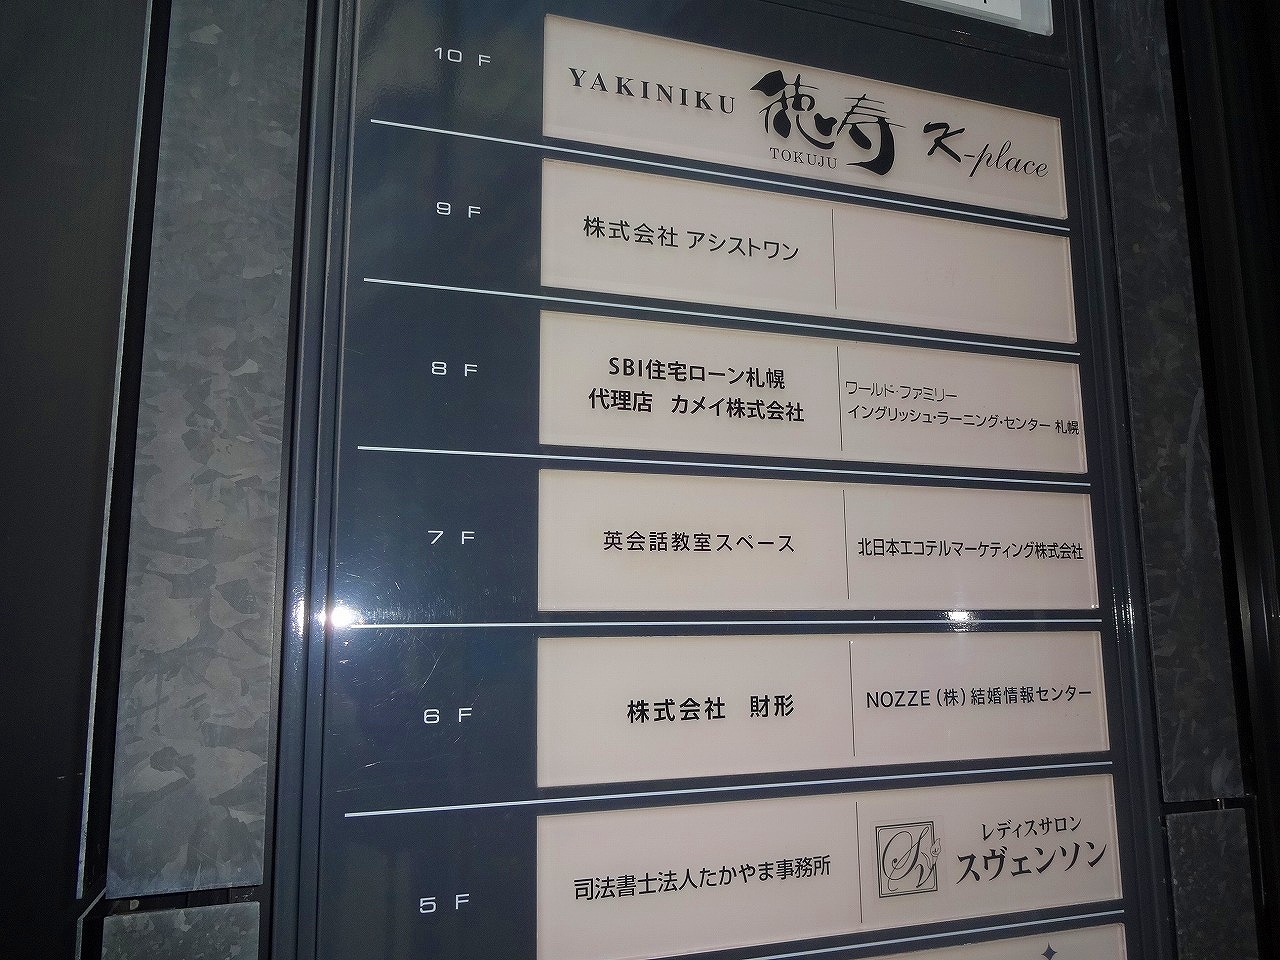 10 F
YAKINIKU 徳寿 K-place
TOKUJU
9 F
株式会社 アシストワン
8 F
SBI住宅ローン札幌
代理店 カメイ株式会社
ワールド・ファミリー
イングリッシュ・ラーニング・センター 札幌
7 F
英会話教室スペース
北日本エコテルマーケティング株式会社
6 F
株式会社 財形
NOZZE(株)結婚情報センター
5 F
司法書士法人たかやま事務所
SV
レディスサロン
スヴェンソン